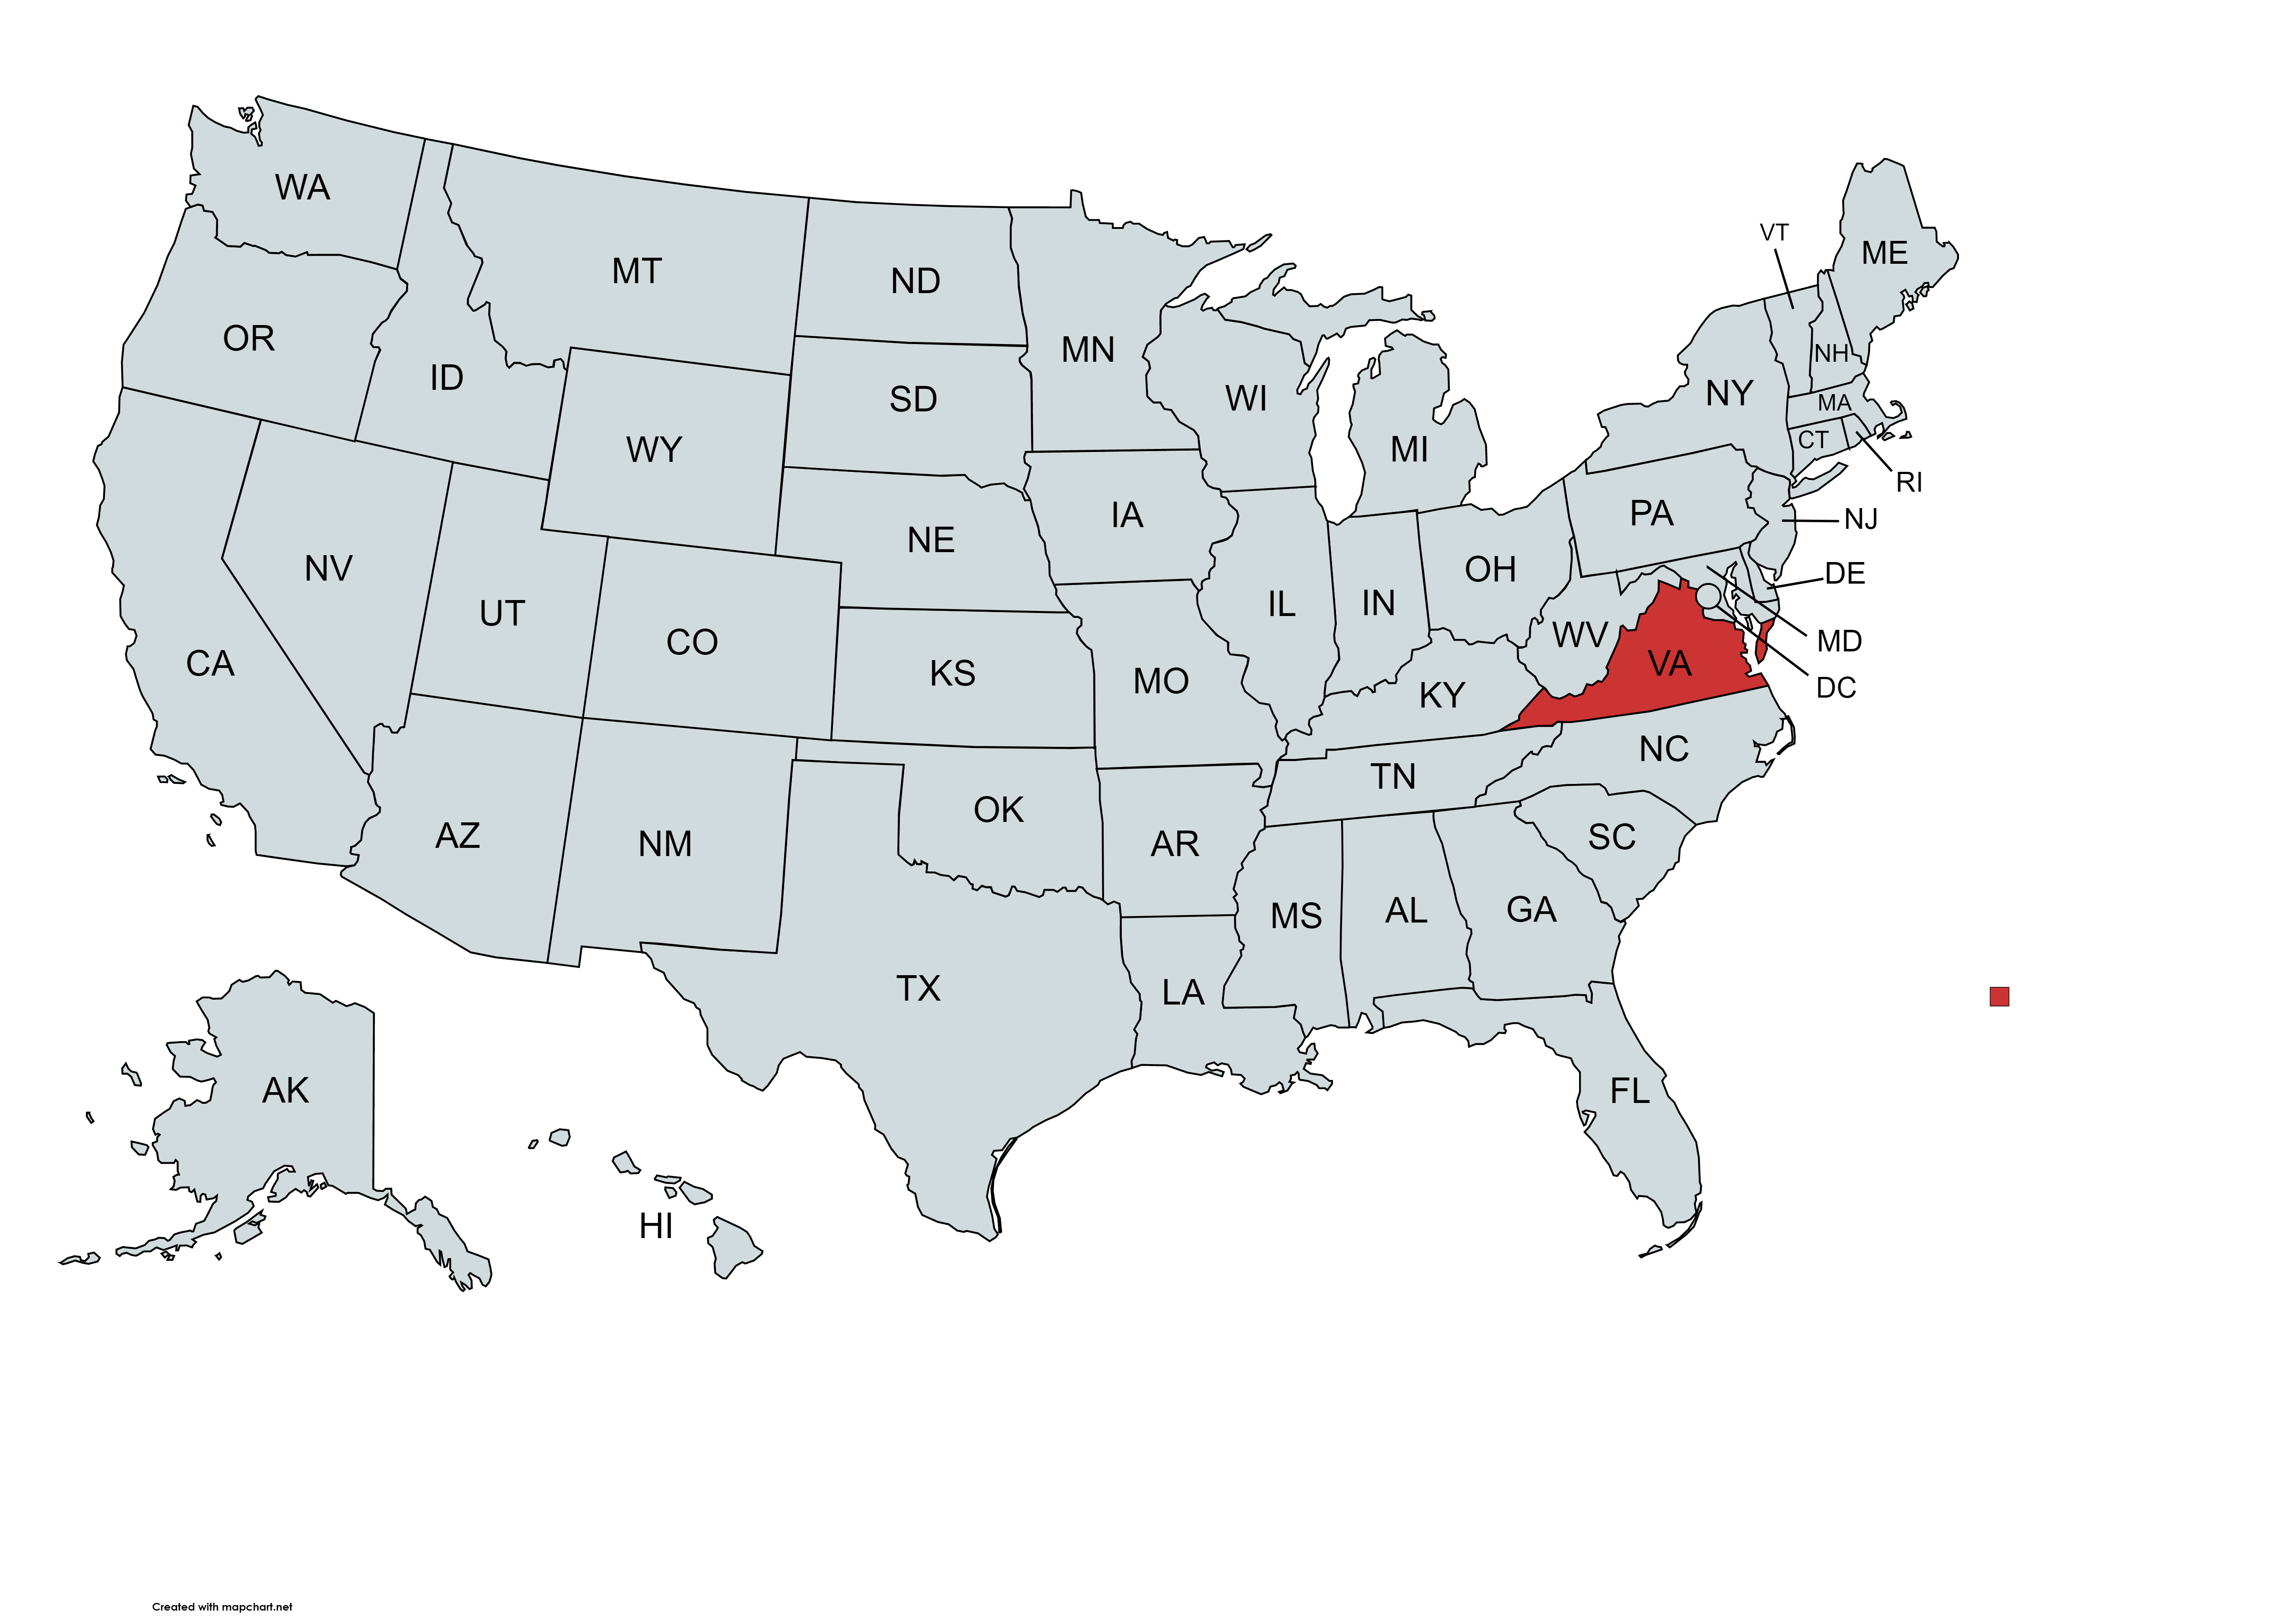 WA
MT
ND
MN
VT
ME
OR
ID
WY
SD
WI
MI
NY
NH
MA
CT
RI
NV
UT
CO
NE
IA
IL
IN
OH
PA
NJ
DE
CA
KS
MO
KY
WV
VA
MD
DC
AZ
NM
OK
AR
TN
NC
SC
TX
LA
MS
AL
GA
FL
AK
HI
Created with mapchart.net